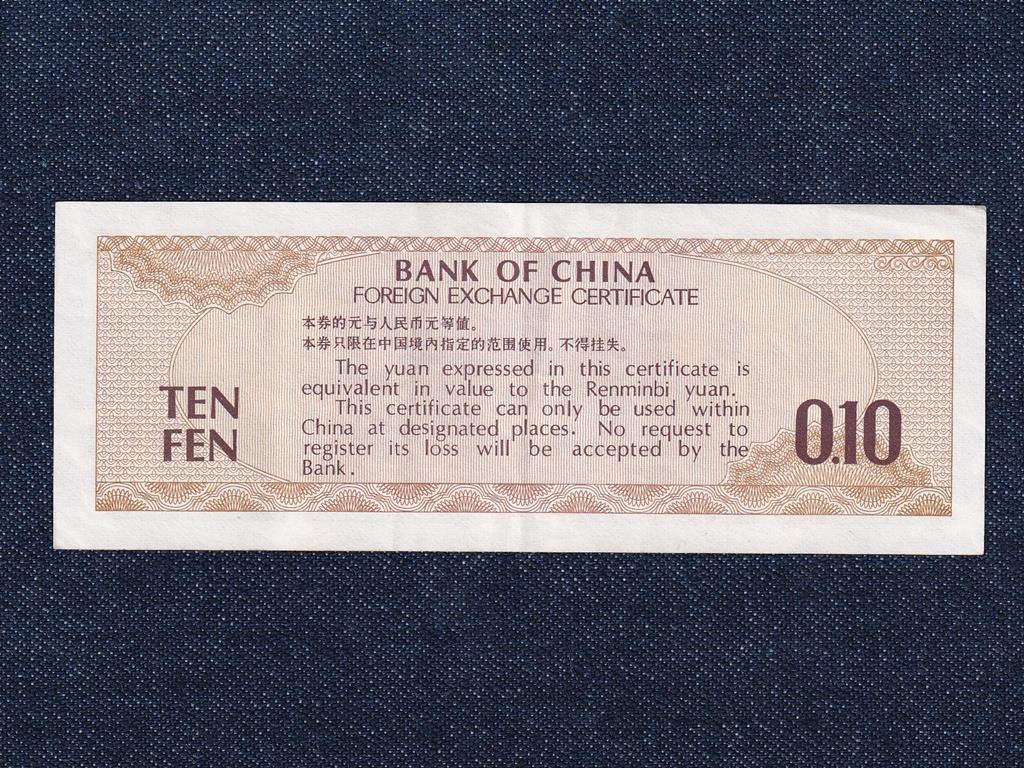 BANK OF CHINA
FOREIGN EXCHANGE CERTIFICATE
本券的元与人民币元等值。
本券只限在中国境内指定的范围使用。不得挂失。
The yuan expressed in this certificate is
equivalent in value to the Renminbi yuan.
This certificate can only be used within
China at designated places. No request to
register its loss will be accepted by the
Bank.
TEN
FEN
0.10